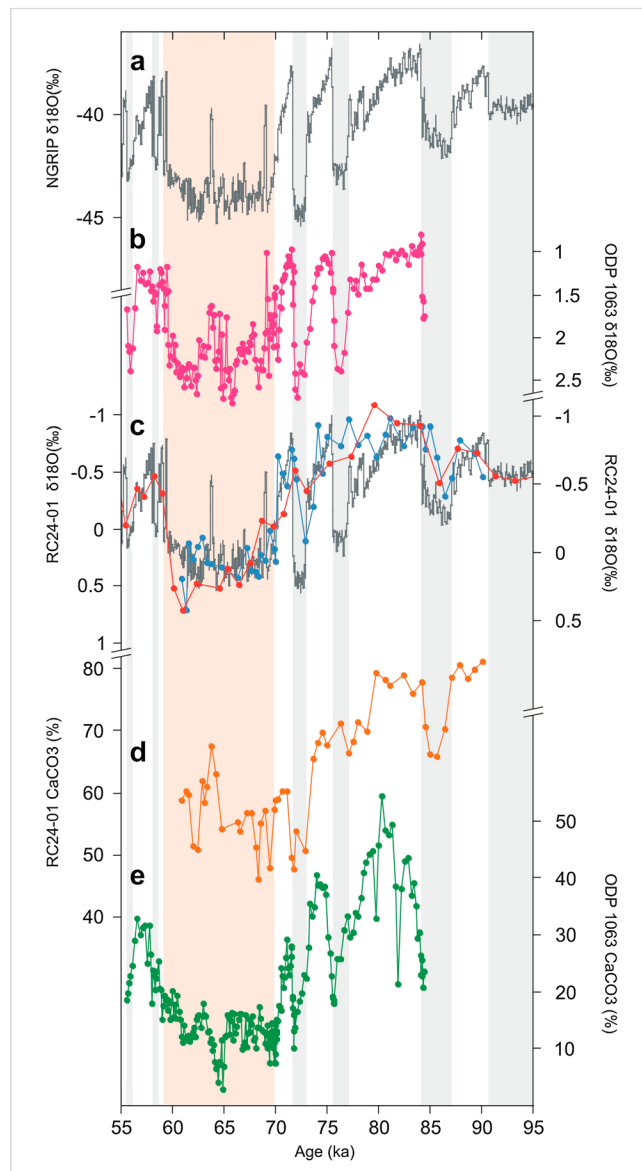 a
-40
-45
NGRIP δ18O(‰)
b
1
1.5
2
2.5
ODP 1063 δ18O(‰)
c
-1
-0.5
0
0.5
1
RC24-01 δ18O(‰)
-1
-0.5
0
0.5
RC24-01 δ18O(‰)
d
80
70
60
50
40
RC24-01 CaCO3 (%)
e
50
40
30
20
10
ODP 1063 CaCO3 (%)
55 60 65 70 75 80 85 90 95
Age (ka)